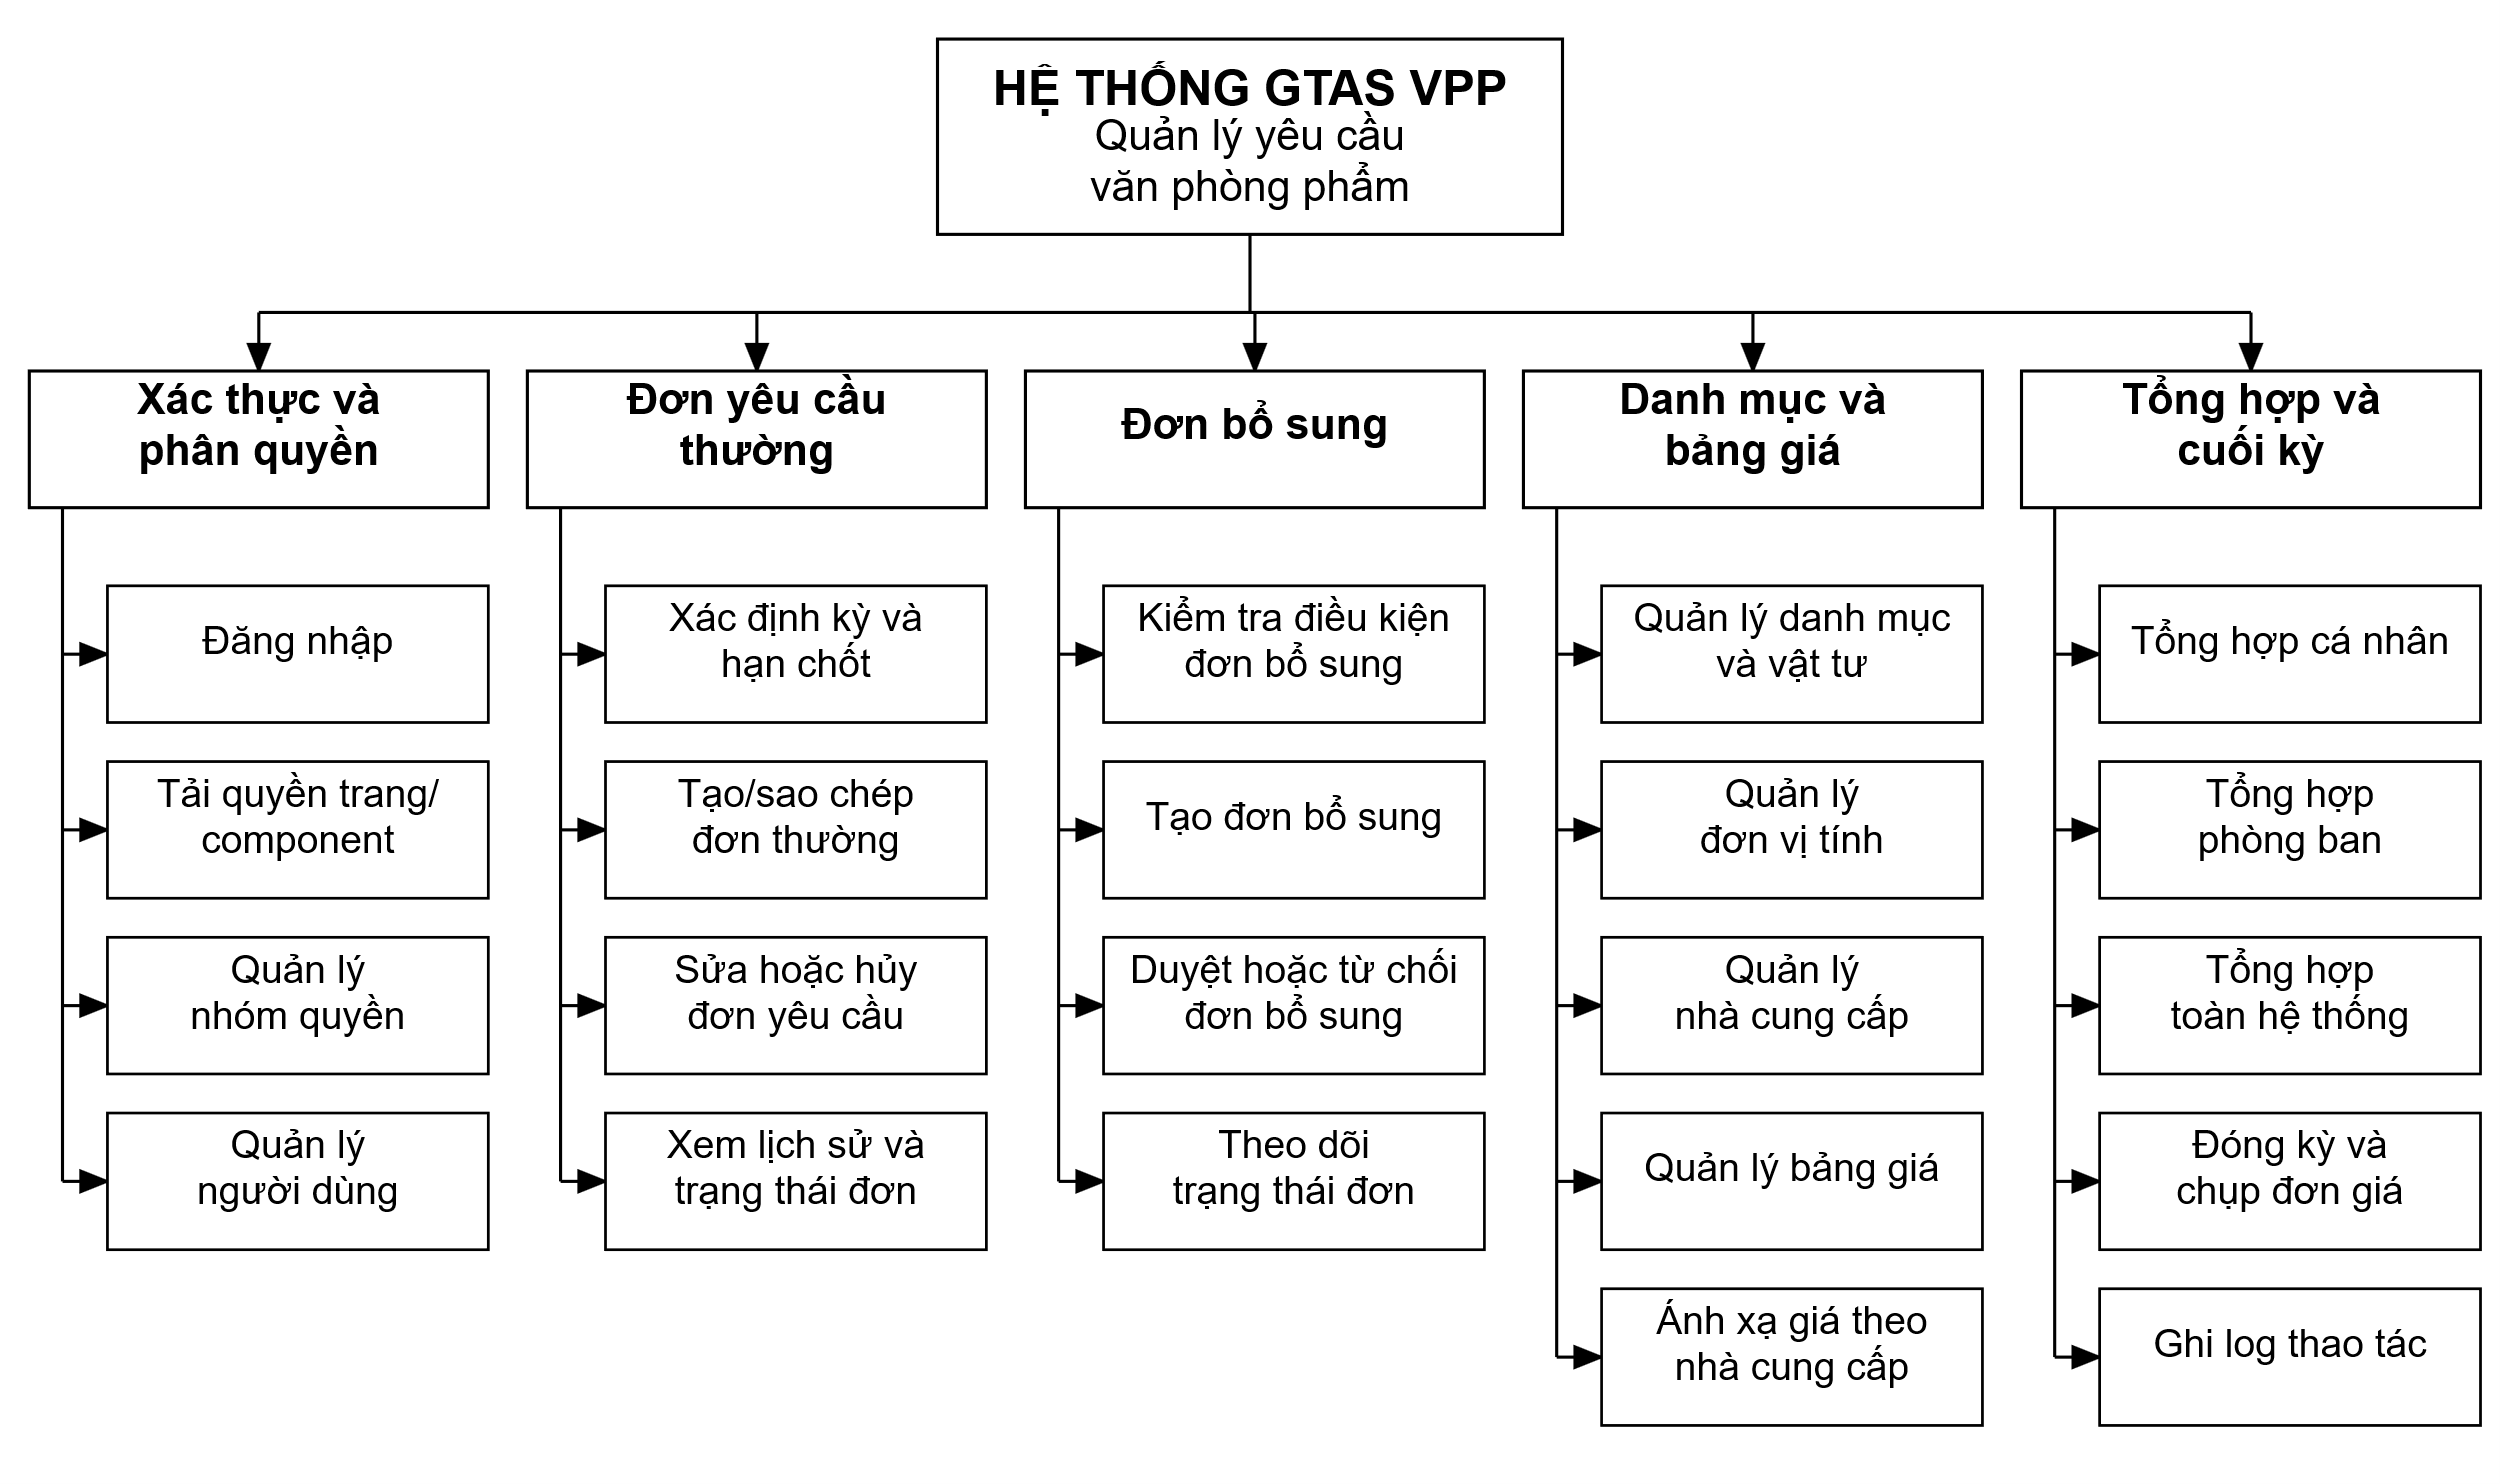 HỆ THỐNG GTAS VPP
Quản lý yêu cầu
văn phòng phẩm
Xác thực và
phân quyền
Đăng nhập
Tải quyền trang/
component
Quản lý
nhóm quyền
Quản lý
người dùng
Đơn yêu cầu
thường
Xác định kỳ và
hạn chốt
Tạo/sao chép
đơn thường
Sửa hoặc hủy
đơn yêu cầu
Xem lịch sử và
trạng thái đơn
Đơn bổ sung
Kiểm tra điều kiện
đơn bổ sung
Tạo đơn bổ sung
Duyệt hoặc từ chối
đơn bổ sung
Theo dõi
trạng thái đơn
Danh mục và
bảng giá
Quản lý danh mục
và vật tư
Quản lý
đơn vị tính
Quản lý
nhà cung cấp
Quản lý bảng giá
Ánh xạ giá theo
nhà cung cấp
Tổng hợp và
cuối kỳ
Tổng hợp cá nhân
Tổng hợp
phòng ban
Tổng hợp
toàn hệ thống
Đóng kỳ và
chụp đơn giá
Ghi log thao tác